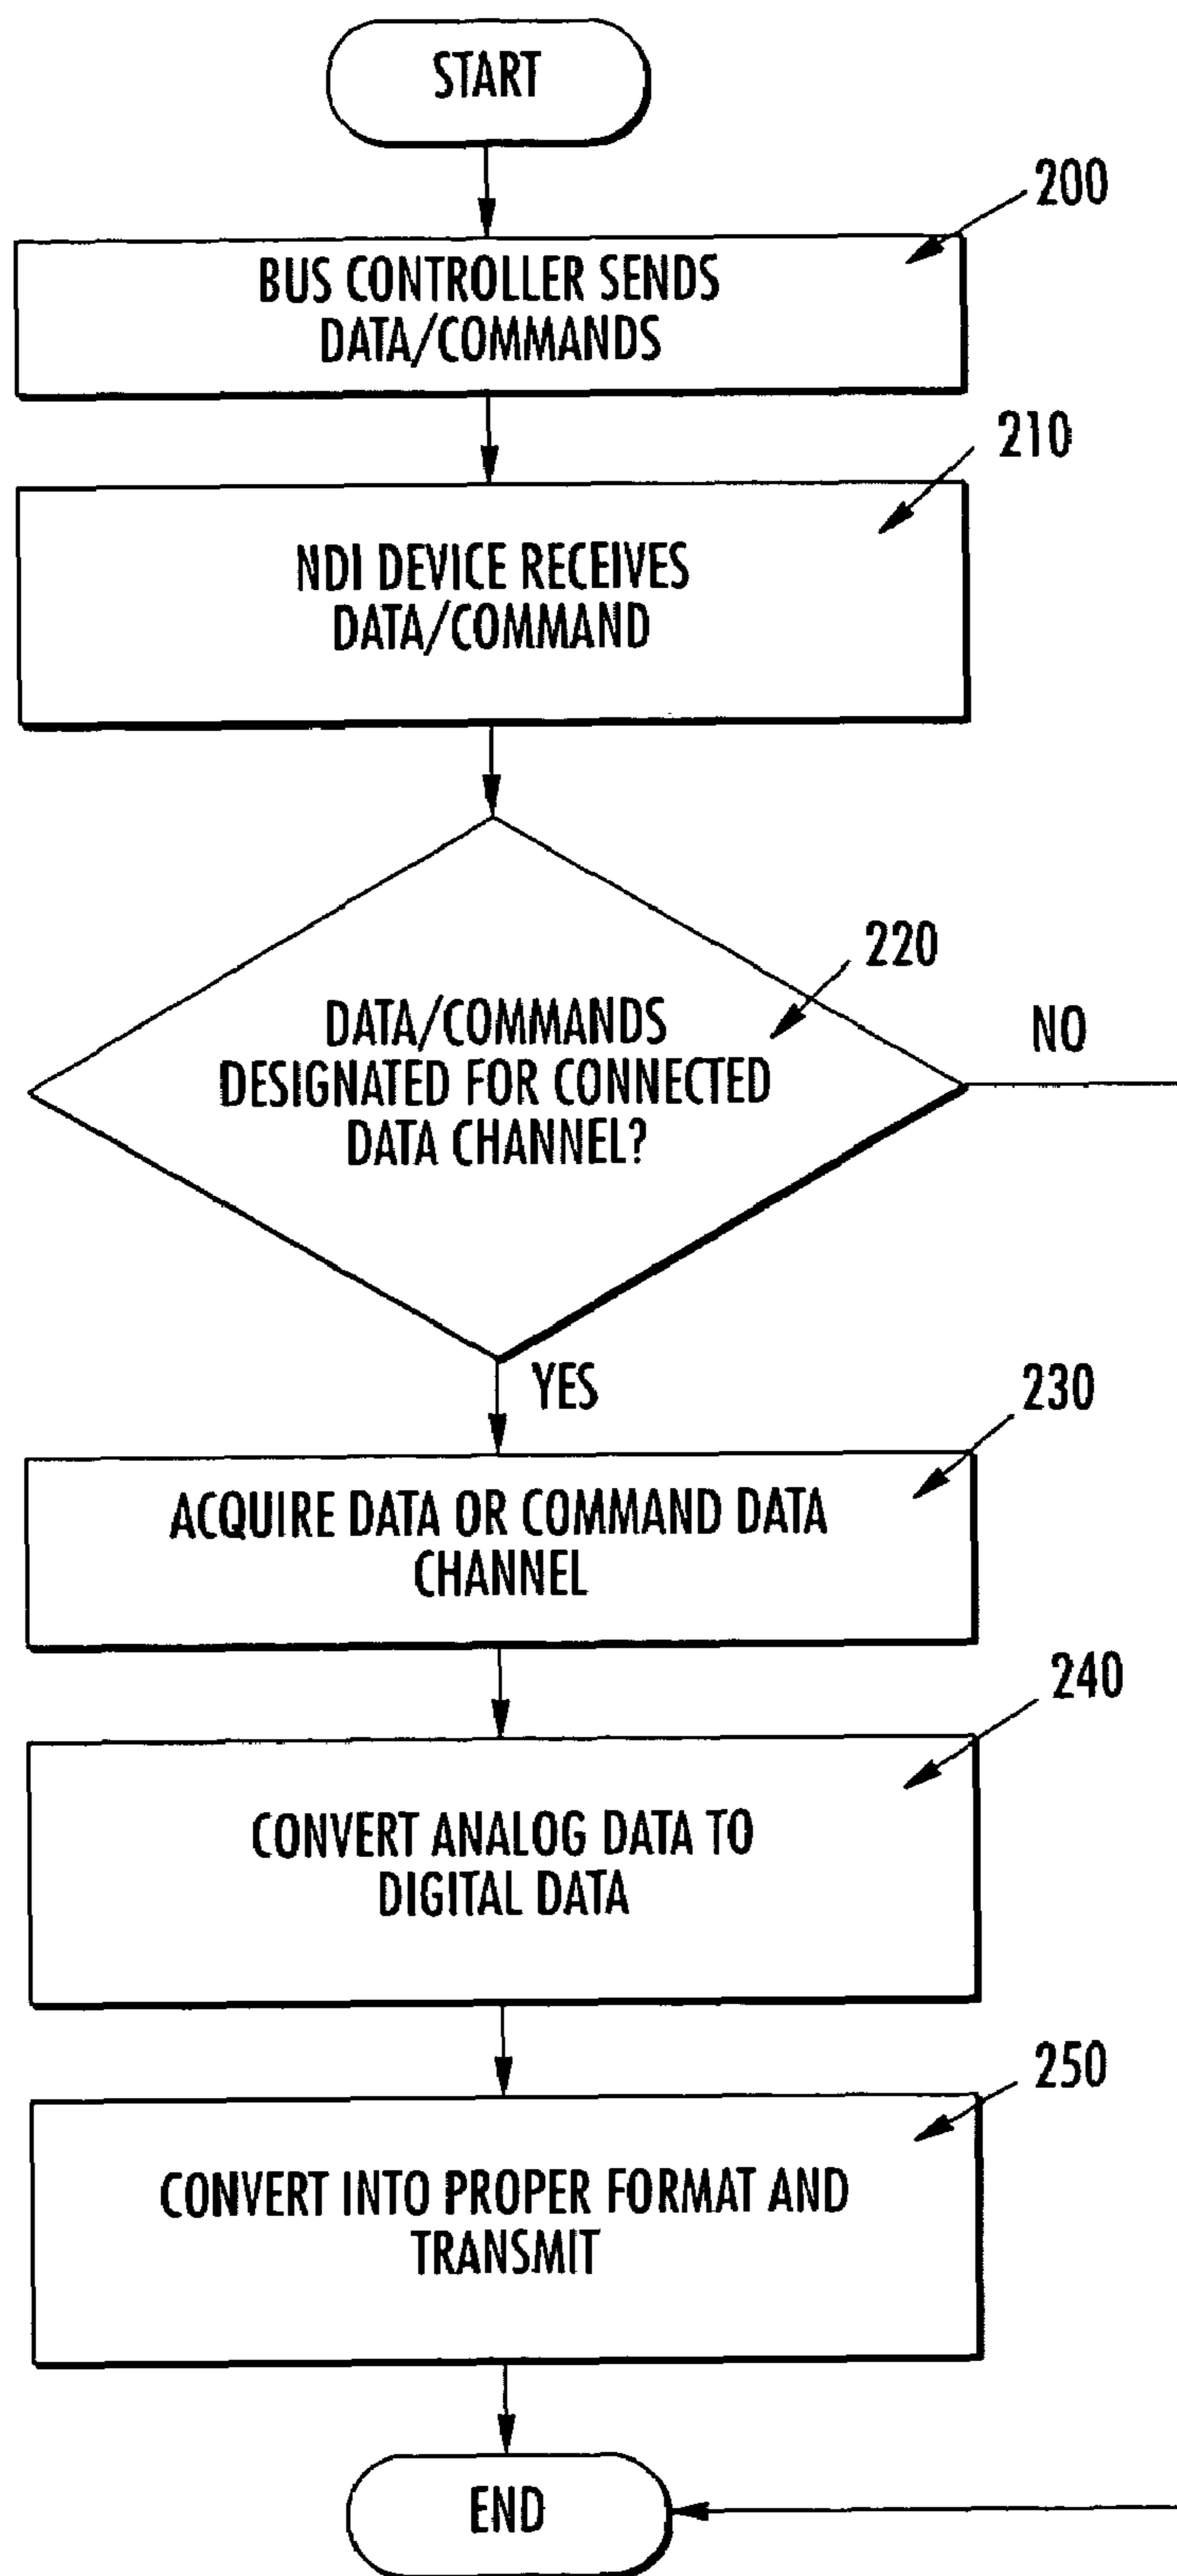 START
200
BUS CONTROLLER SENDS
DATA/COMMANDS
210
NDI DEVICE RECEIVES
DATA/COMMAND
220
DATA/COMMANDS
DESIGNATED FOR CONNECTED
DATA CHANNEL?
NO
YES
230
ACQUIRE DATA OR COMMAND DATA
CHANNEL
240
CONVERT ANALOG DATA TO
DIGITAL DATA
250
CONVERT INTO PROPER FORMAT AND
TRANSMIT
END